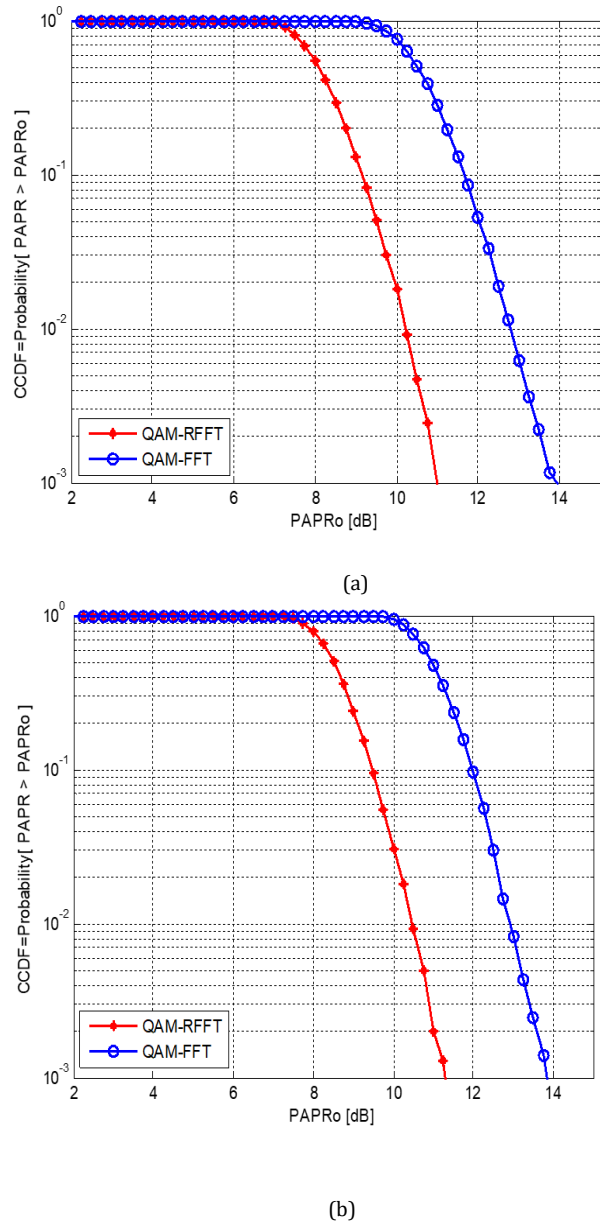 10^0
10^-1
10^-2
10^-3
CCDF=Probability[ PAPR > PAPRo ]
QAM-RFFT
QAM-FFT
2 4 6 8 10 12 14
PAPRo [dB]
(a)
10^0
10^-1
10^-2
10^-3
CCDF=Probability[ PAPR > PAPRo ]
QAM-RFFT
QAM-FFT
2 4 6 8 10 12 14
PAPRo [dB]
(b)